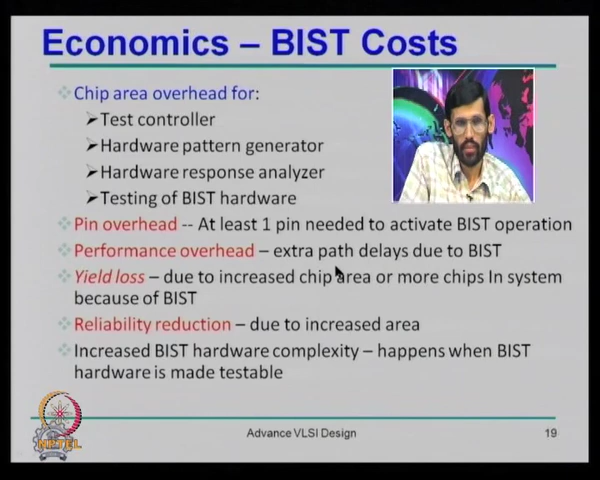 Economics – BIST Costs
Chip area overhead for:
Test controller
Hardware pattern generator
Hardware response analyzer
Testing of BIST hardware
Pin overhead -- At least 1 pin needed to activate BIST operation
Performance overhead – extra path delays due to BIST
Yield loss – due to increased chip area or more chips In system
because of BIST
Reliability reduction – due to increased area
Increased BIST hardware complexity – happens when BIST
hardware is made testable
NPTEL
Advance VLSI Design
19